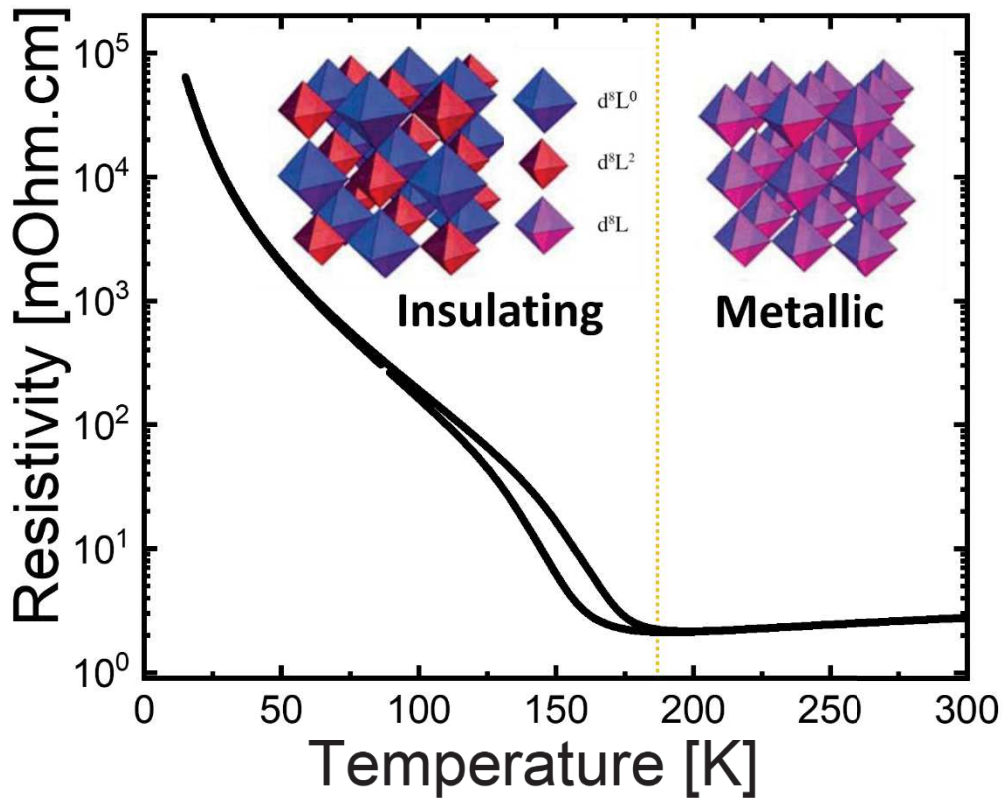 Resistivity [mOhm.cm]
10⁵
10⁴
10³
10²
10¹
10⁰
d⁸L⁰
d⁸L²
d⁸L
Insulating
Metallic
0 50 100 150 200 250 300
Temperature [K]